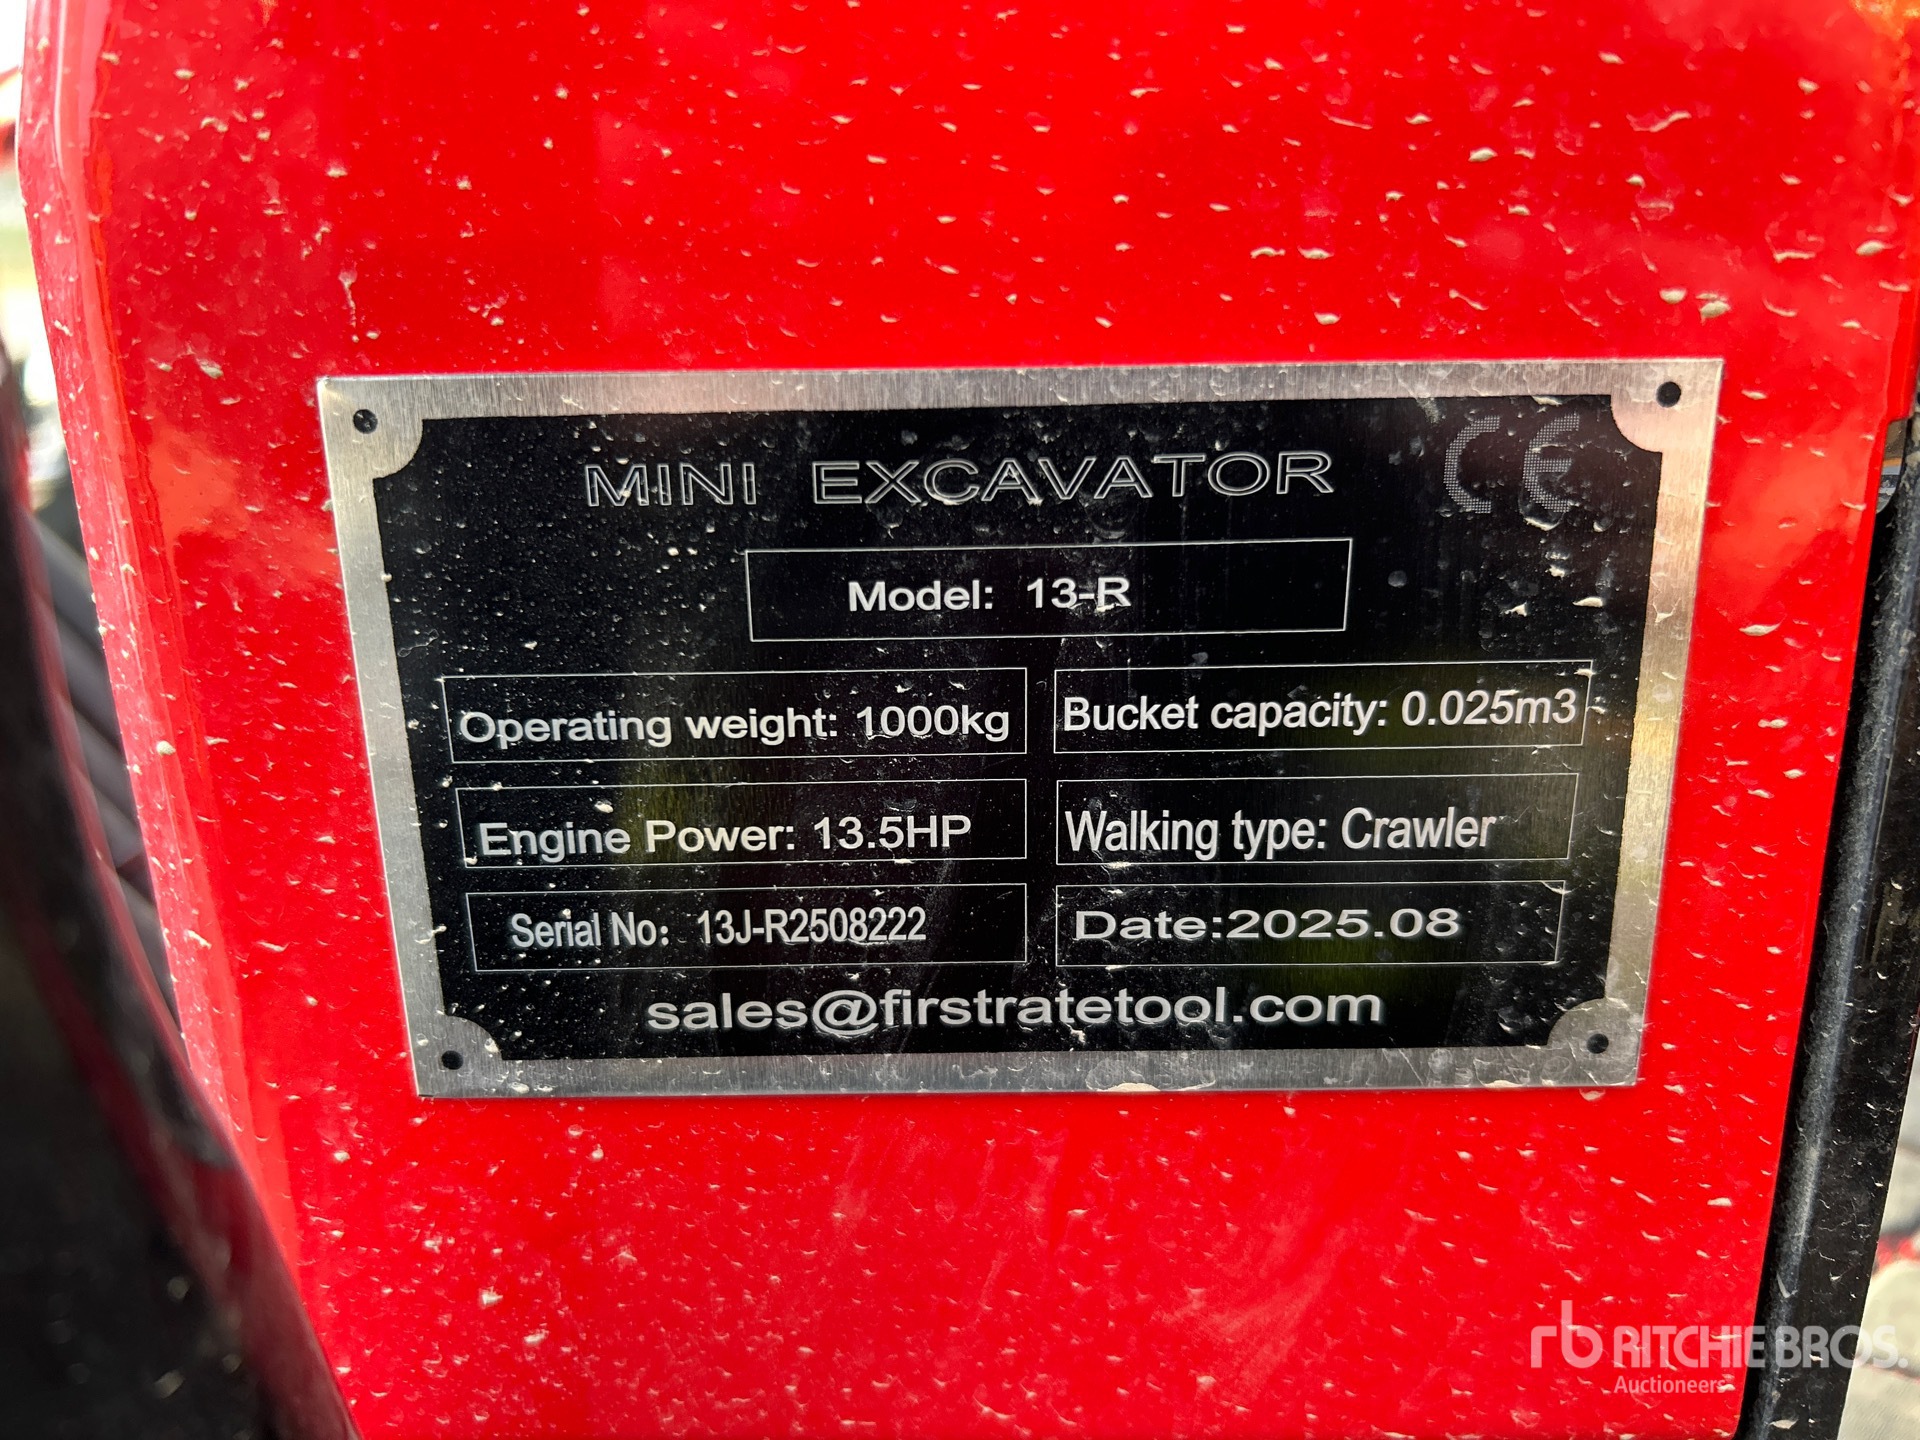 MINI EXCAVATOR
CE
Model: 13-R
Operating weight: 1000kg
Bucket capacity: 0.025m3
Engine Power: 13.5HP
Walking type: Crawler
Serial No: 13J-R2508222
Date:2025.08
sales@firstratetool.com
rb RITCHIE BROS.
Auctioneers